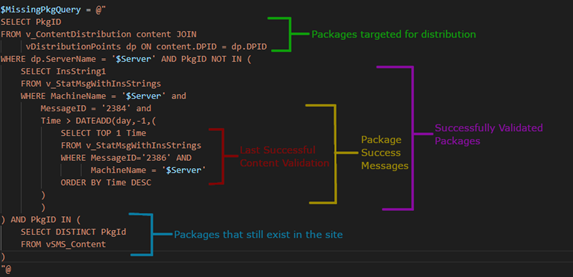 $MissingPkgQuery = @"
SELECT PkgID
FROM v_ContentDistribution content JOIN
vDistributionPoints dp ON content.DPID = dp.DPID
WHERE dp.ServerName = '$Server' AND PkgID NOT IN (
SELECT InsString1
FROM v_StatMsgWithInsStrings
WHERE MachineName = '$Server' and
MessageID = '2384' and
Time > DATEADD(day,-1,(
SELECT TOP 1 Time
FROM v_StatMsgWithInsStrings
WHERE MessageID='2386' AND
MachineName = '$Server'
ORDER BY Time DESC
)
)
) AND PkgID IN (
SELECT DISTINCT PkgId
FROM vSMS_Content
)
"@
Packages targeted for distribution
Last Successful
Content Validation
Package
Success
Messages
Successfully Validated
Packages
Packages that still exist in the site